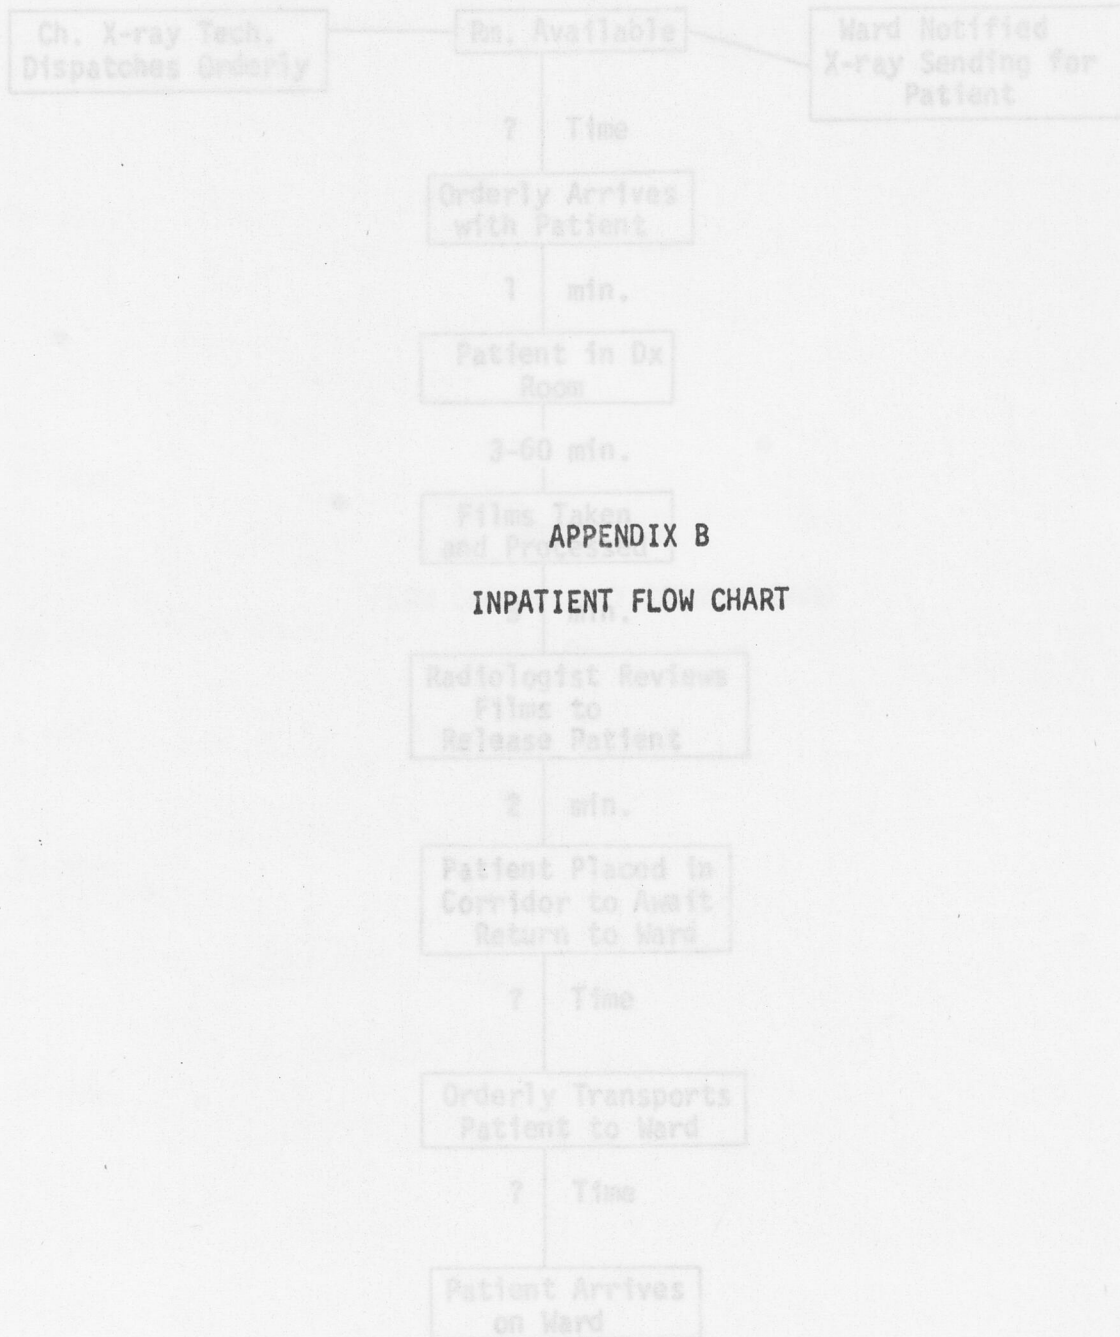 Ch. X-ray Tech.
Dispatches Orderly
Rm. Available
Ward Notified
X-ray Sending for
Patient
? Time
Orderly Arrives
with Patient
1 min.
Patient in Dx
Room
3-60 min.
Films Taken
and Processed
APPENDIX B
INPATIENT FLOW CHART
min.
Radiologist Reviews
Films to
Release Patient
2 min.
Patient Placed in
Corridor to Await
Return to Ward
? Time
Orderly Transports
Patient to Ward
? Time
Patient Arrives
on Ward